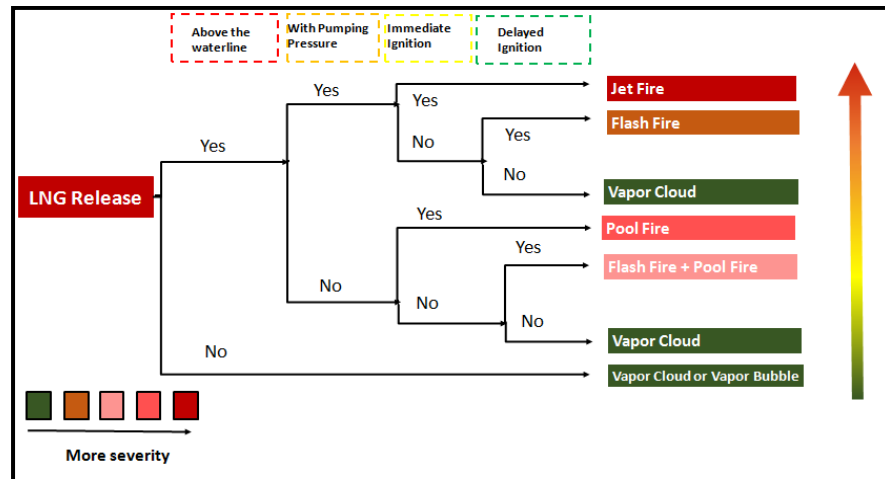 Above the
waterline
With Pumping
Pressure
Immediate
Ignition
Delayed
Ignition
Yes
Yes
Jet Fire
Yes
Flash Fire
No
Yes
No
Vapor Cloud
LNG Release
Yes
Pool Fire
Yes
Flash Fire + Pool Fire
No
No
No
Vapor Cloud
No
Vapor Cloud or Vapor Bubble
More severity